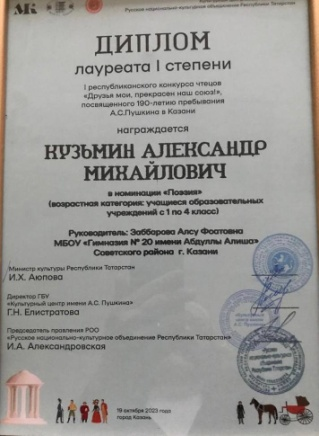 МК
Русское национально-культурное объединение Республики Татарстан
ДИПЛОМ
лауреата I степени
I республиканского конкурса чтецов
«Друзья мои, прекрасен наш союз!»,
посвященного 190-летию пребывания
А.С.Пушкина в Казани
награждается
КУЗЬМИН АЛЕКСАНДР
МИХАЙЛОВИЧ
в номинации «Поэзия»
(возрастная категория: учащиеся образовательных
учреждений с 1 по 4 класс)
Руководитель: Заббарова Алсу Фоатовна
МБОУ «Гимназия № 20 имени Абдуллы Алиша»
Советского района г. Казани
Министр культуры Республики Татарстан
И.Х. Аюпова
Директор ГБУ
«Культурный центр имени А.С. Пушкина»
Г.Н. Елистратова
Председатель правления РОО
«Русское национально-культурное объединение Республики Татарстан»
И.А. Александровская
19 октября 2023 года
город Казань